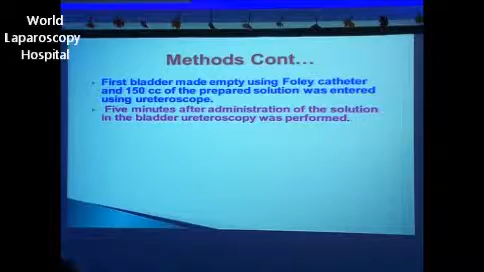 World
Laparoscopy
Hospital
Methods Cont...
First bladder made empty using Foley catheter
and 150 cc of the prepared solution was entered
using ureteroscope.
Five minutes after administration of the solution
in the bladder ureteroscopy was performed.